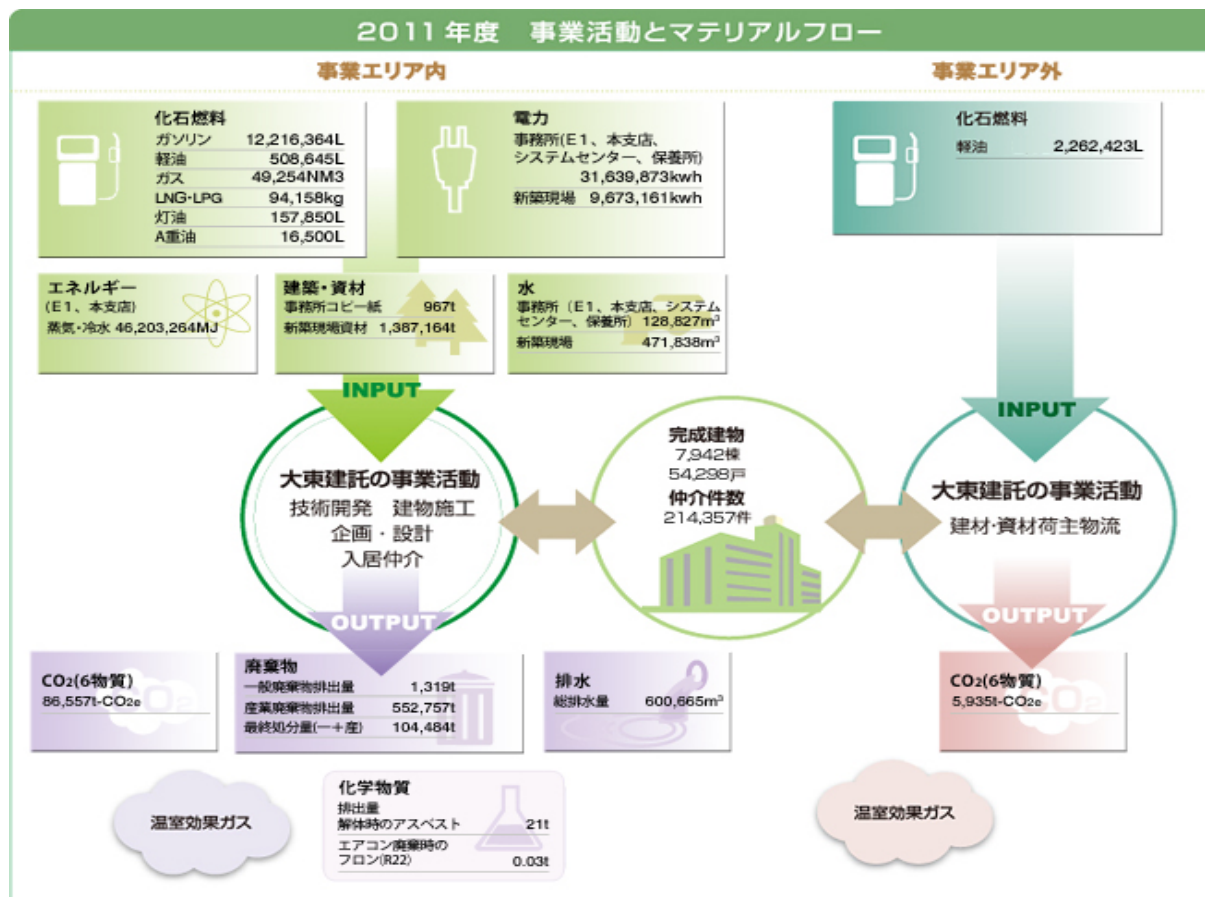 2011年度 事業活動とマテリアルフロー
事業エリア内
事業エリア外
化石燃料
ガソリン 12,216,364L
軽油 508,645L
ガス 49,254NM3
LNG・LPG 94,158kg
灯油 157,850L
A重油 16,500L
電力
事務所(E1、本支店、
システムセンター、保養所)
31,639,873kwh
新築現場 9,673,161kwh
化石燃料
軽油 2,262,423L
エネルギー
(E1、本支店)
蒸気・冷水 46,203,264MJ
建築・資材
事務所コピー紙 967t
新築現場資材 1,387,164t
水
事務所(E1、本支店、システム
センター、保養所) 128,827m³
新築現場 471,838m³
INPUT
大東建託の事業活動
技術開発 建物施工
企画・設計
入居仲介
OUTPUT
完成建物
7,942棟
54,298戸
仲介件数
214,357件
INPUT
大東建託の事業活動
建材・資材荷主物流
OUTPUT
CO₂(6物質)
86,557t-CO₂e
CO2
廃棄物
一般廃棄物排出量 1,319t
産業廃棄物排出量 552,757t
最終処分量(一+産) 104,484t
排水
総排水量 600,665m³
CO₂(6物質)
5,935t-CO₂e
CO2
温室効果ガス
化学物質
排出量
解体時のアスベスト 21t
エアコン廃棄時の
フロン(R22) 0.03t
温室効果ガス